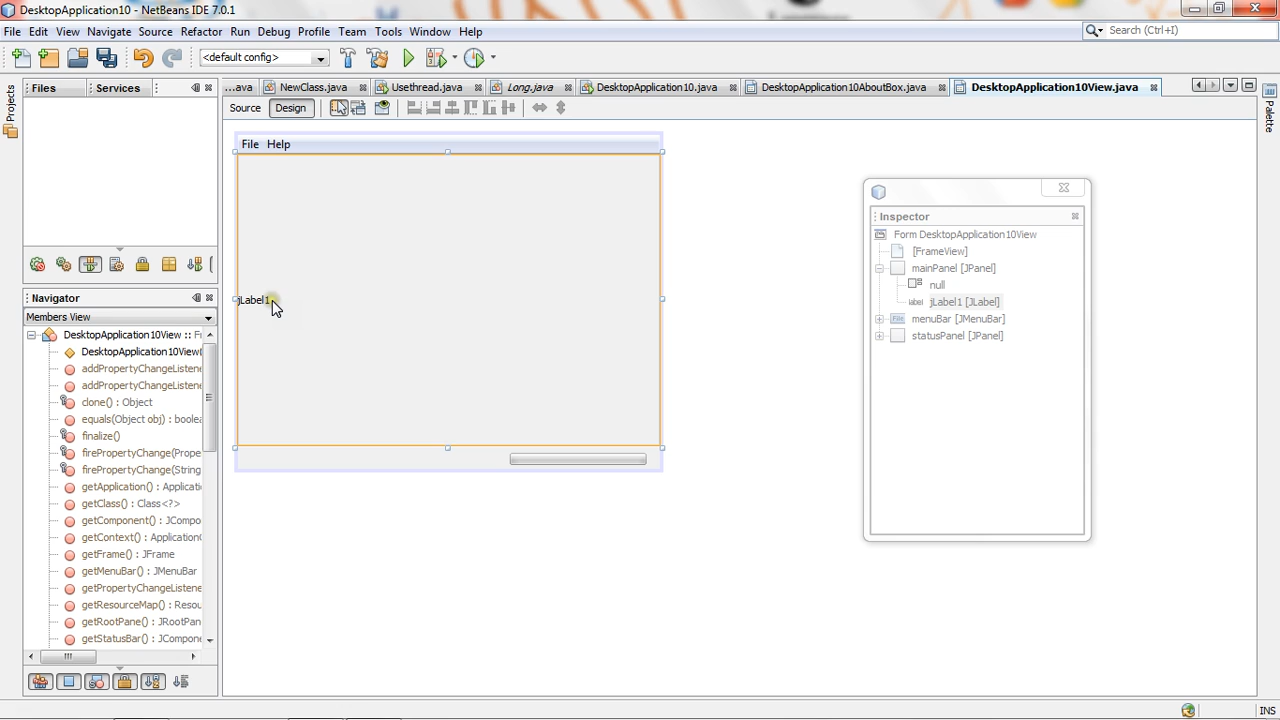 DesktopApplication10 - NetBeans IDE 7.0.1
File Edit View Navigate Source Refactor Run Debug Profile Team Tools Window Help
Search (Ctrl+I)
<default config>
Projects
Files Services
...ava NewClass.java Usethread.java Long.java DesktopApplication10.java DesktopApplication10AboutBox.java DesktopApplication10View.java
Palette
Source Design
File Help
jLabel1
Inspector
Form DesktopApplication10View
[FrameView]
mainPanel [JPanel]
null
label jLabel1 [JLabel]
File menuBar [JMenuBar]
statusPanel [JPanel]
Navigator
Members View
DesktopApplication10View :: F
DesktopApplication10View(
addPropertyChangeListene
addPropertyChangeListene
clone() : Object
equals(Object obj) : boolea
finalize()
firePropertyChange(Prope
firePropertyChange(String
getApplication() : Applicatio
getClass() : Class<?>
getComponent() : JCompo
getContext() : ApplicationC
getFrame() : JFrame
getMenuBar() : JMenuBar
getPropertyChangeListene
getResourceMap() : Resou
getRootPane() : JRootPan
getStatusBar() : JCompone
INS